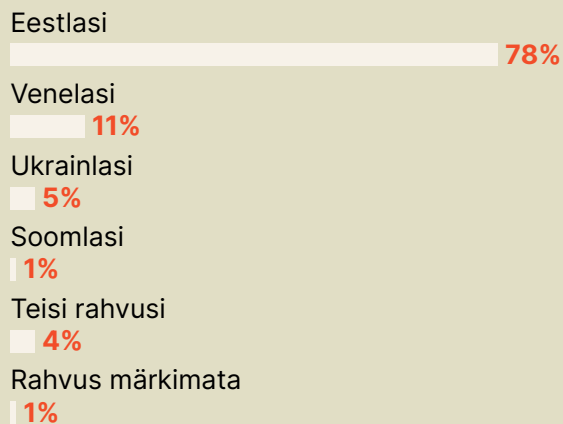 Eestlasi
78%
Venelasi
11%
Ukrainlasi
5%
Soomlasi
1%
Teisi rahvusi
4%
Rahvus märkimata
1%